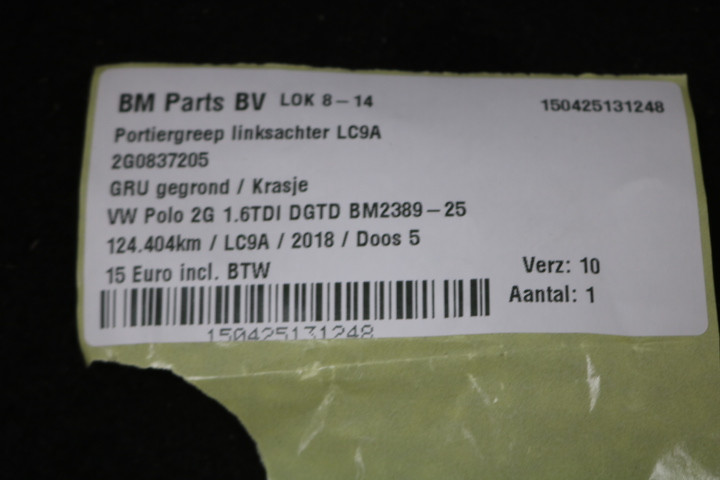 BM Parts BV LOK 8-14 150425131248
Portiergreep linksachter LC9A
2G0837205
GRU gegrond / Krasje
VW Polo 2G 1.6TDI DGTD BM2389-25
124.404km / LC9A / 2018 / Doos 5
15 Euro incl. BTW Verz: 10
Aantal: 1
150425131248